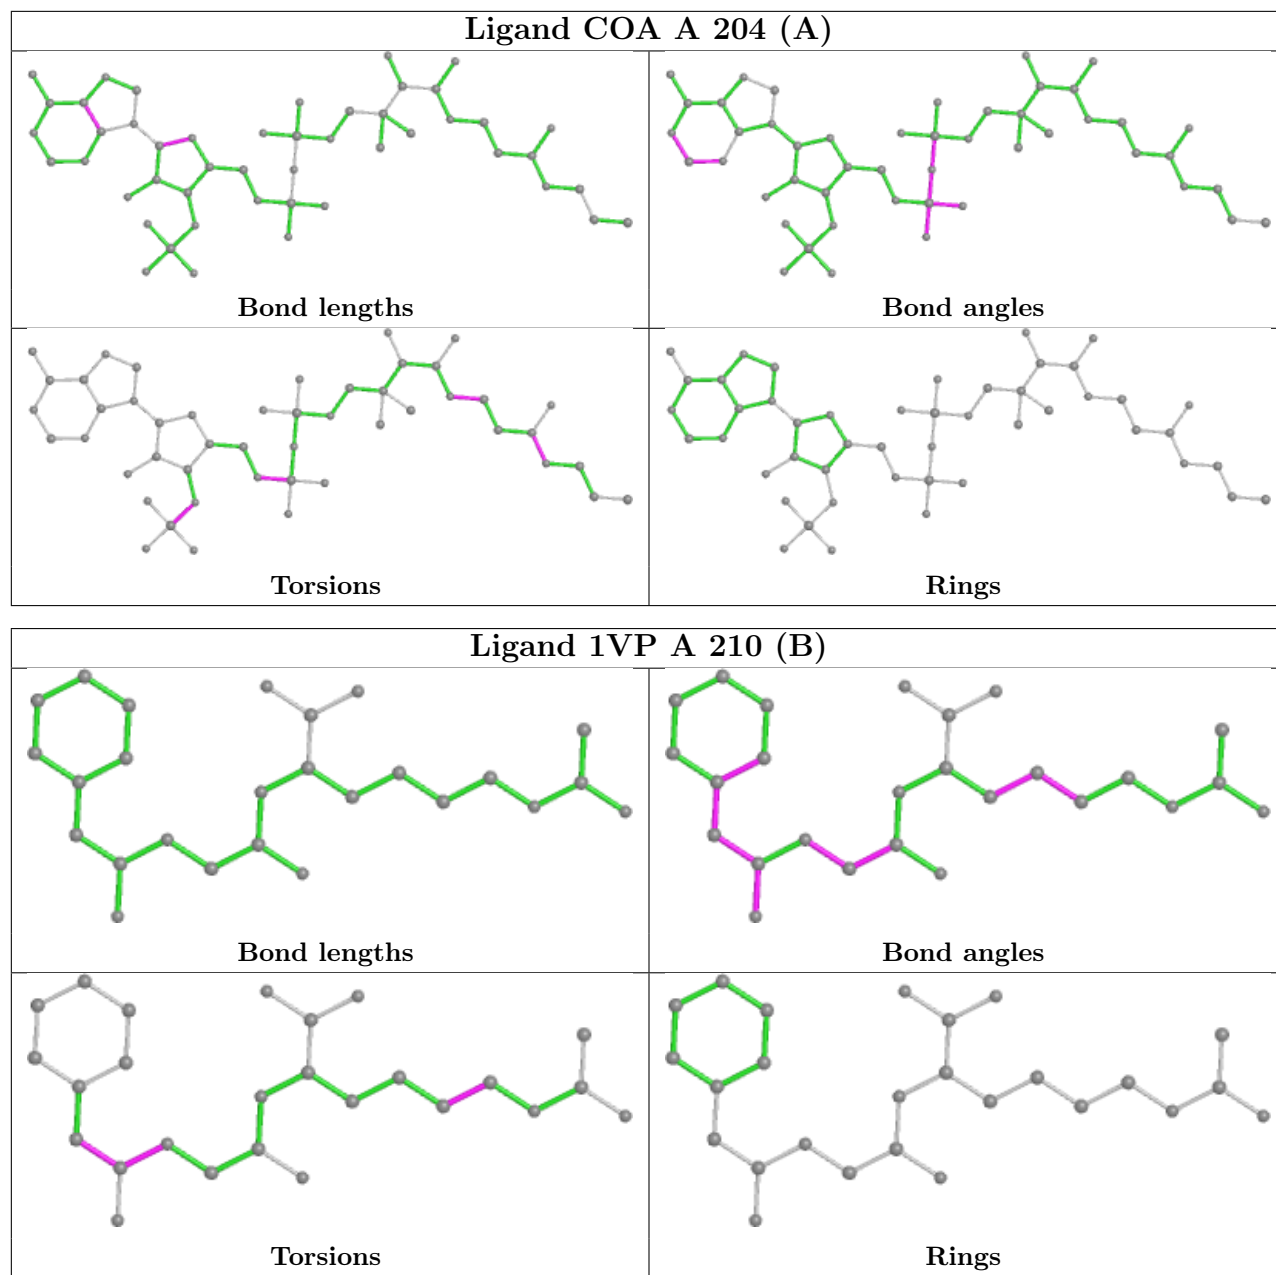 Ligand COA A 204 (A)
Bond lengths
Bond angles
Torsions
Rings
Ligand 1VP A 210 (B)
Bond lengths
Bond angles
Torsions
Rings